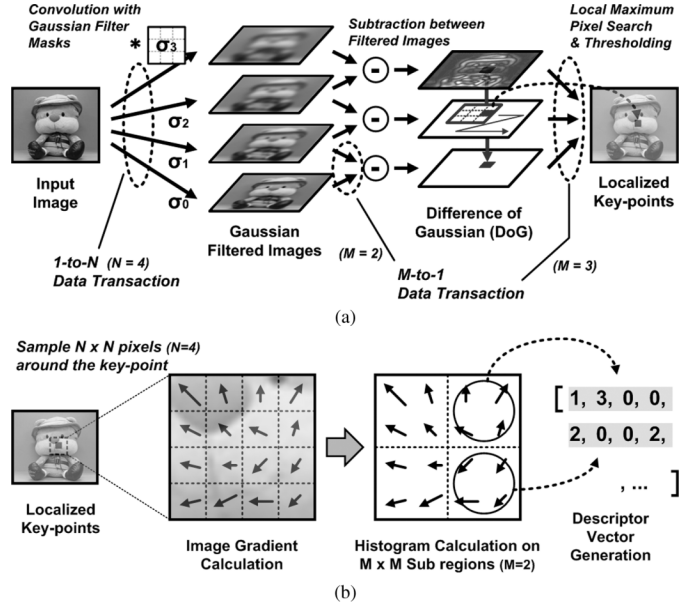 Convolution with
Gaussian Filter
Masks
* σ3
Subtraction between
Filtered Images
Local Maximum
Pixel Search
& Thresholding
σ2
σ1
σ0
-
-
-
Input
Image
Gaussian
Filtered Images
Difference of
Gaussian (DoG)
Localized
Key-points
1-to-N (N = 4)
Data Transaction
(M = 2)
M-to-1
Data Transaction
(M = 3)
(a)
Sample N x N pixels (N=4)
around the key-point
[ 1, 3, 0, 0,
2, 0, 0, 2,
, ... ]
Localized
Key-points
Image Gradient
Calculation
Histogram Calculation on
M x M Sub regions (M=2)
Descriptor
Vector
Generation
(b)